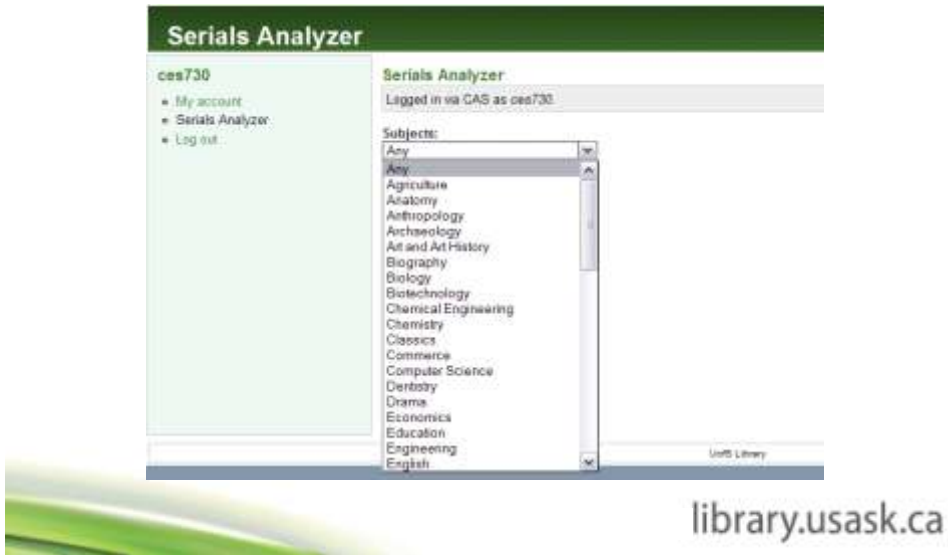 Serials Analyzer
ces730
My account
Serials Analyzer
Log out
Serials Analyzer
Logged in via CAS as ces730.
Subjects:
Any
Any
Agriculture
Anatomy
Anthropology
Archaeology
Art and Art History
Biography
Biology
Biotechnology
Chemical Engineering
Chemistry
Classics
Commerce
Computer Science
Dentistry
Drama
Economics
Education
Engineering
English
UofS Library
library.usask.ca